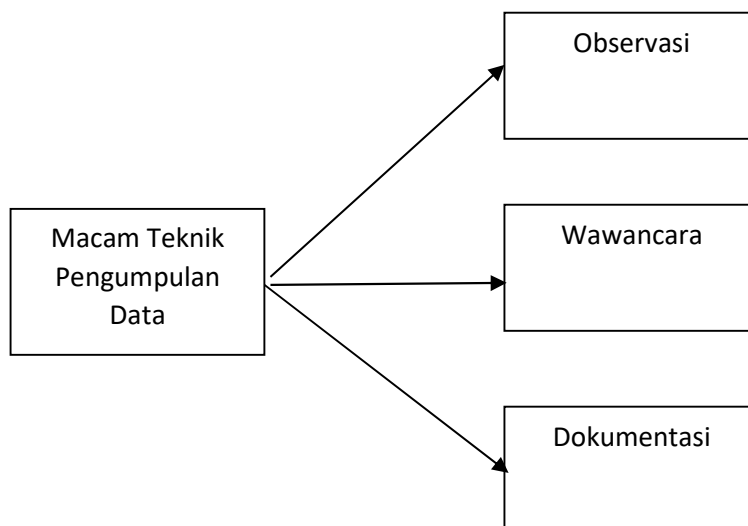 Observasi
Macam Teknik
Pengumpulan
Data
Wawancara
Dokumentasi